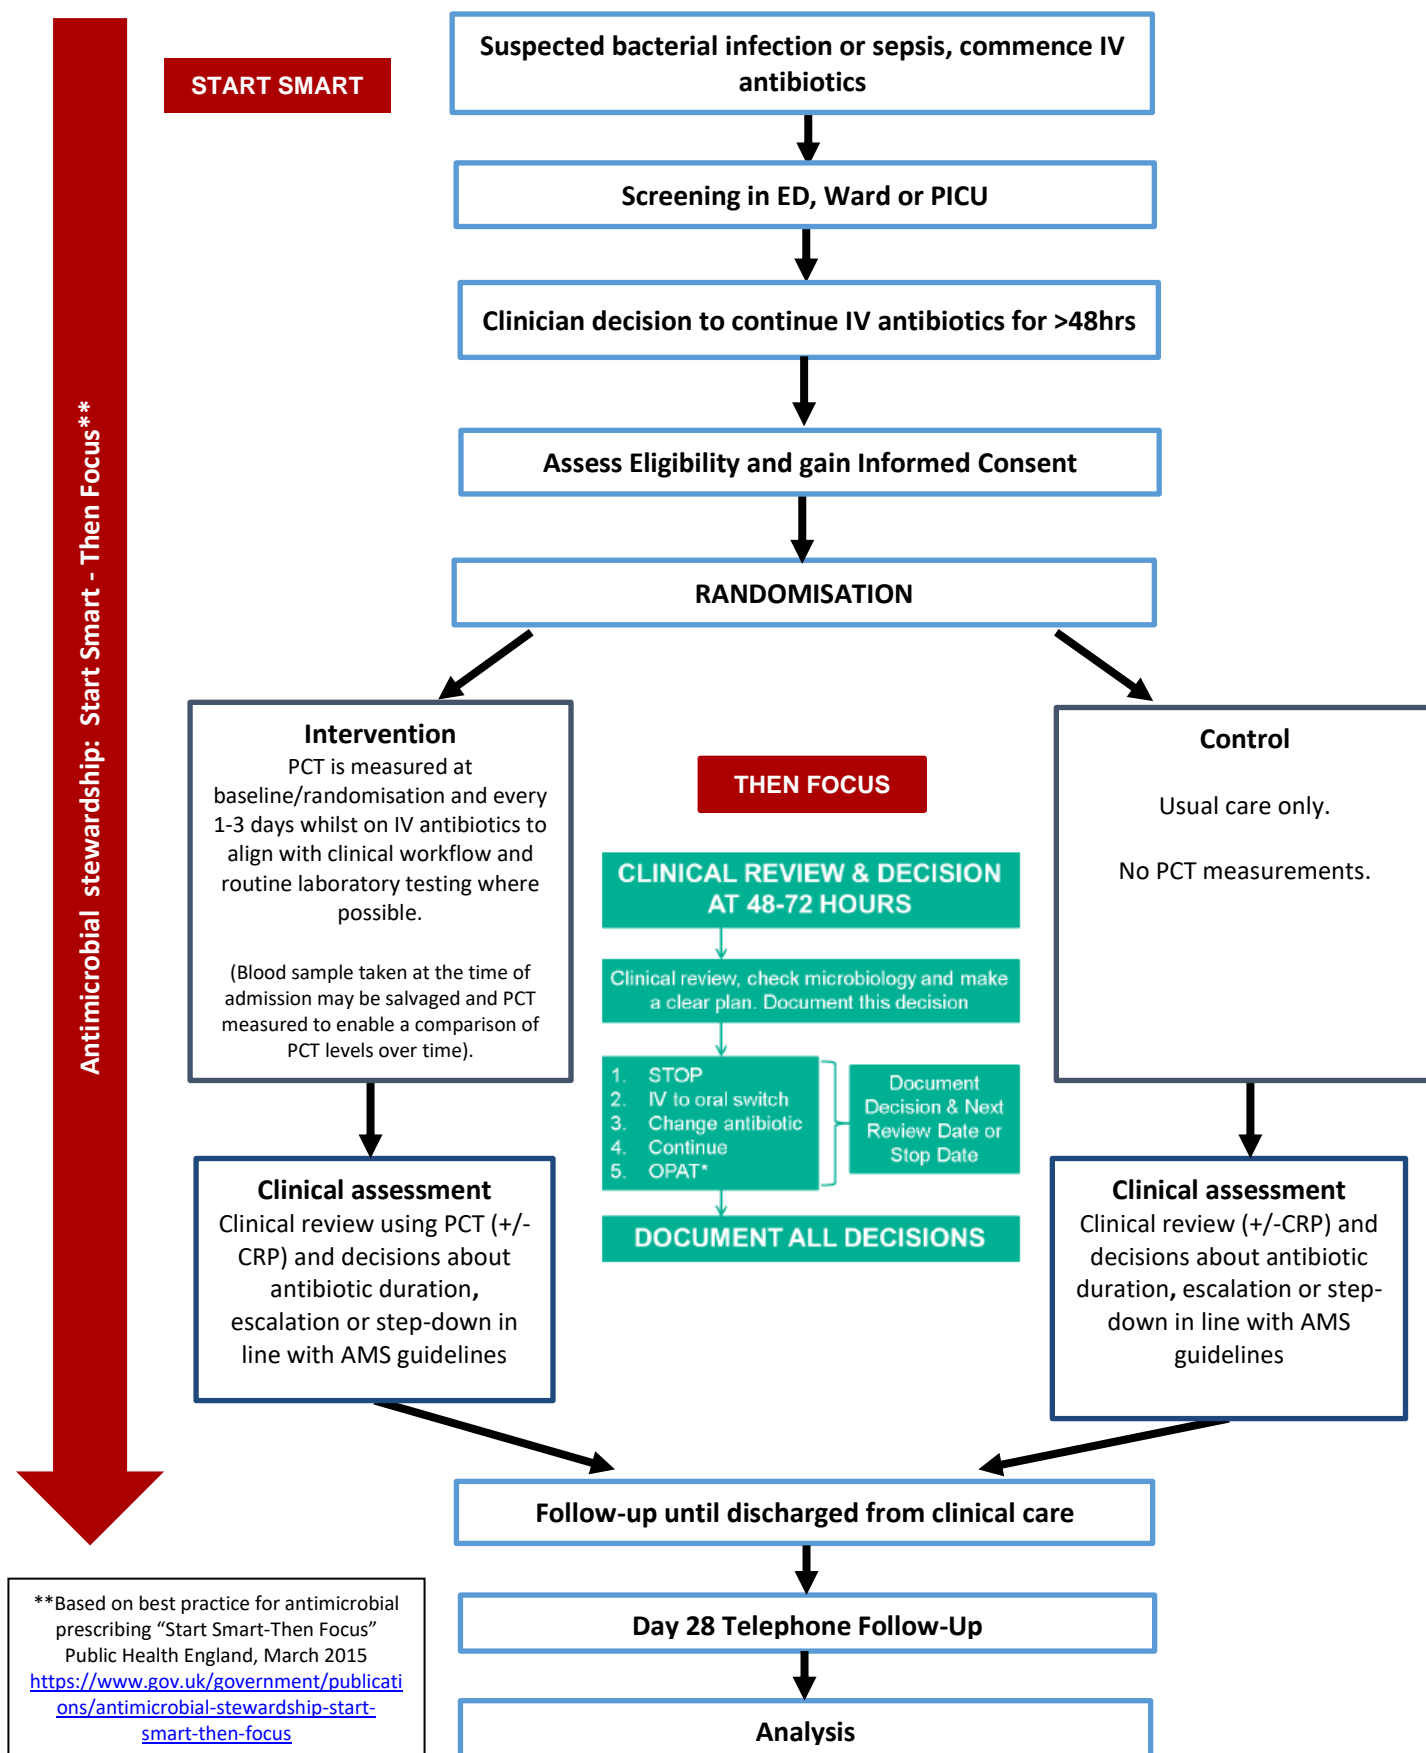 Suspected bacterial infection or sepsis, commence IV
antibiotics
START SMART
Screening in ED, Ward or PICU
Clinician decision to continue IV antibiotics for >48hrs
Assess Eligibility and gain Informed Consent
RANDOMISATION
Antimicrobial stewardship: Start Smart - Then Focus**
Intervention
PCT is measured at
baseline/randomisation and every
1-3 days whilst on IV antibiotics to
align with clinical workflow and
routine laboratory testing where
possible.
(Blood sample taken at the time of
admission may be salvaged and PCT
measured to enable a comparison of
PCT levels over time).
THEN FOCUS
CLINICAL REVIEW & DECISION
AT 48-72 HOURS
Clinical review, check microbiology and make
a clear plan. Document this decision
1. STOP
2. IV to oral switch
3. Change antibiotic
4. Continue
5. OPAT*
Document
Decision & Next
Review Date or
Stop Date
DOCUMENT ALL DECISIONS
Control
Usual care only.
No PCT measurements.
Clinical assessment
Clinical review using PCT (+/-
CRP) and decisions about
antibiotic duration,
escalation or step-down in
line with AMS guidelines
Clinical assessment
Clinical review (+/-CRP) and
decisions about antibiotic
duration, escalation or step-
down in line with AMS
guidelines
Follow-up until discharged from clinical care
Day 28 Telephone Follow-Up
Analysis
**Based on best practice for antimicrobial
prescribing “Start Smart-Then Focus”
Public Health England, March 2015
https://www.gov.uk/government/publicati
ons/antimicrobial-stewardship-start-
smart-then-focus